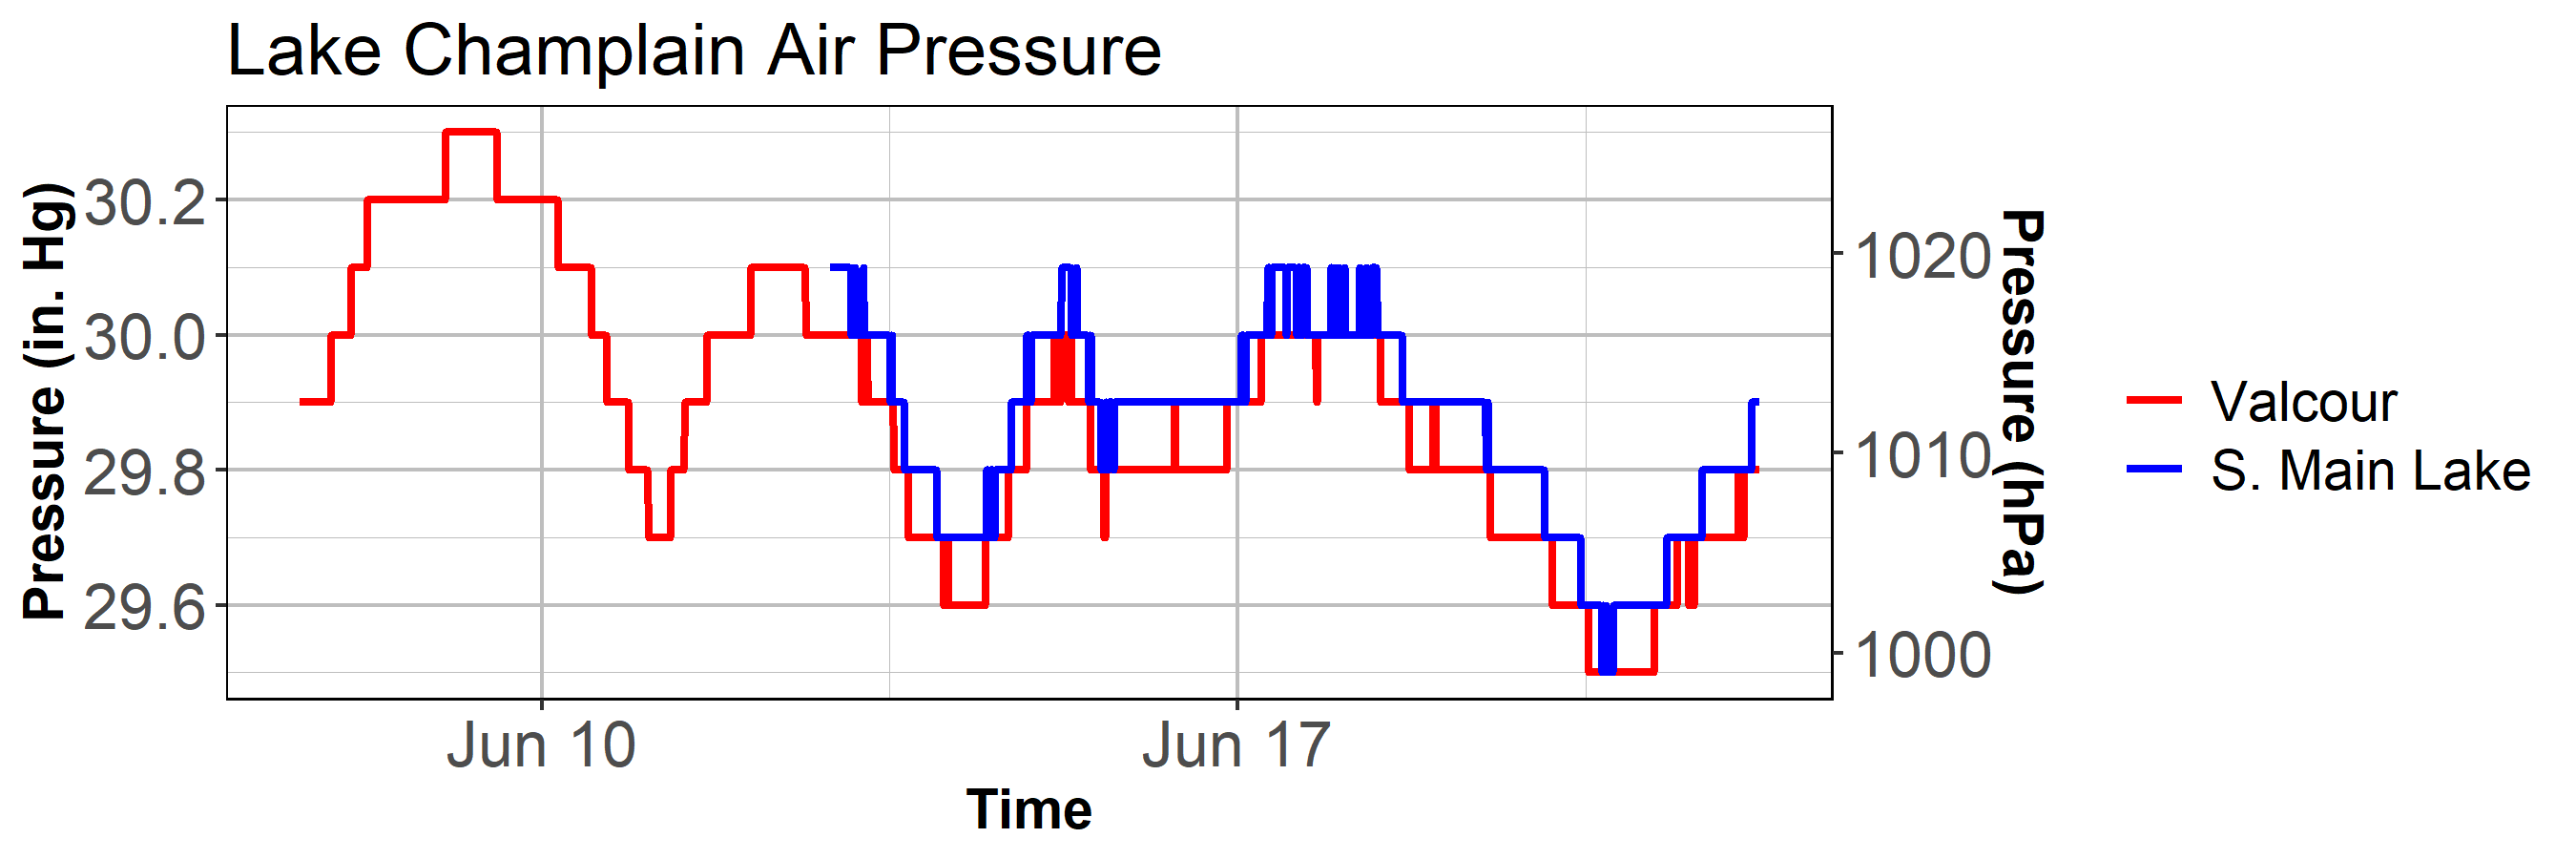 Lake Champlain Air Pressure
Pressure (in. Hg)
30.2
30.0
29.8
29.6
1020
1010
1000
Pressure (hPa)
Jun 10
Jun 17
Time
Valcour
S. Main Lake